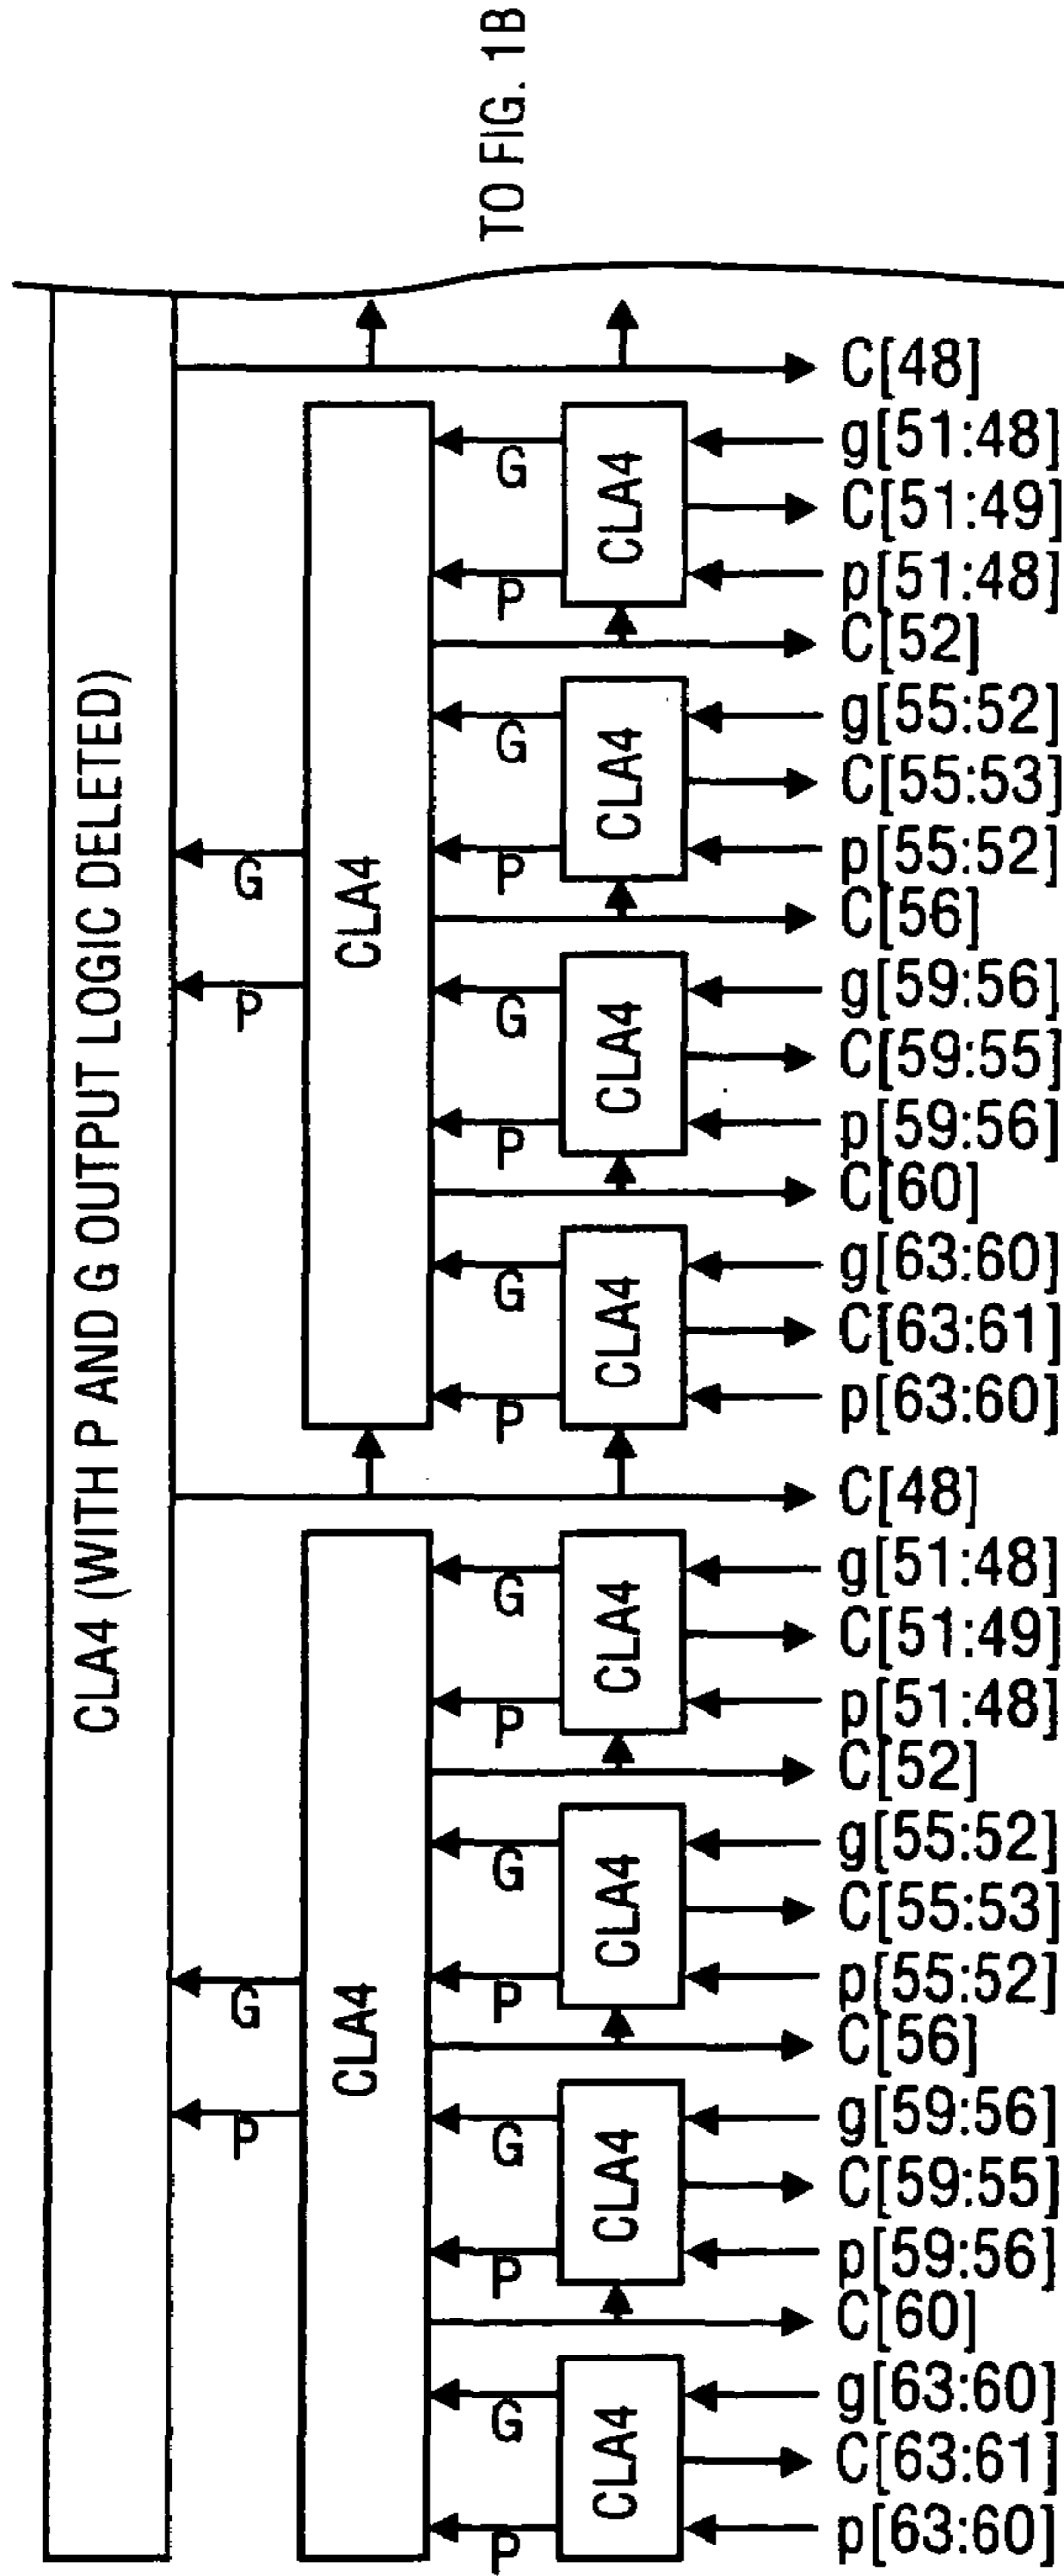 CLA4 (WITH P AND G OUTPUT LOGIC DELETED)
P G P G
CLA4 CLA4
TO FIG. 1B
P G P G P G P G P G P G P G P G
CLA4 CLA4 CLA4 CLA4 CLA4 CLA4 CLA4 CLA4
C[48]
g[51:48]
C[51:49]
p[51:48]
C[52]
g[55:52]
C[55:53]
p[55:52]
C[56]
g[59:56]
C[59:55]
p[59:56]
C[60]
g[63:60]
C[63:61]
p[63:60]
C[48]
g[51:48]
C[51:49]
p[51:48]
C[52]
g[55:52]
C[55:53]
p[55:52]
C[56]
g[59:56]
C[59:55]
p[59:56]
C[60]
g[63:60]
C[63:61]
p[63:60]